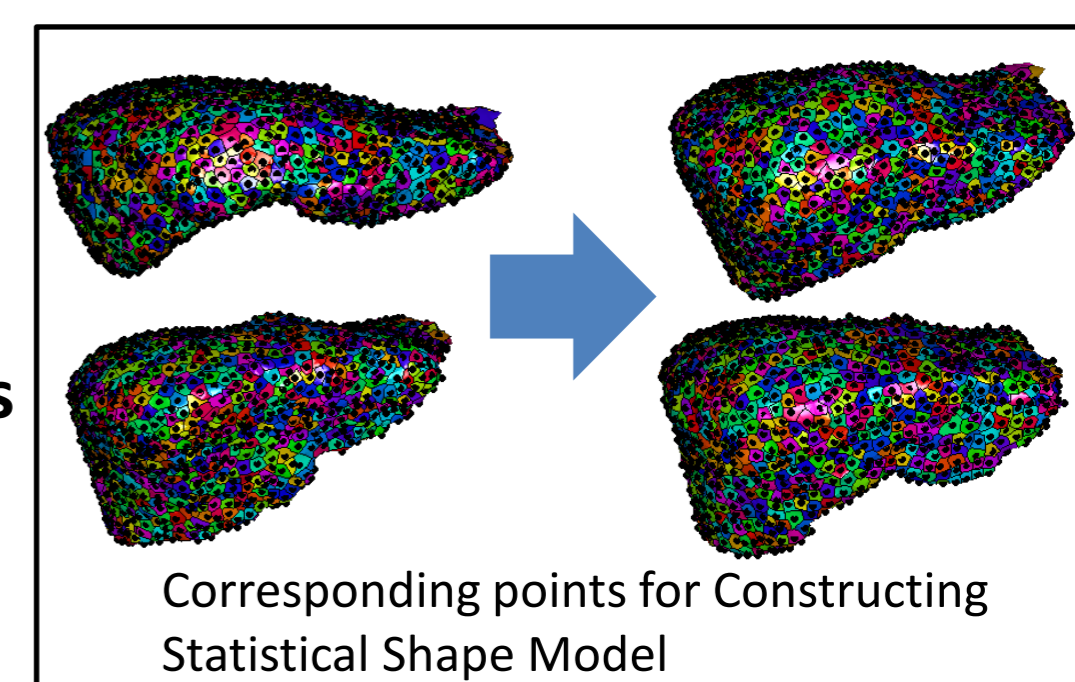 s
Corresponding points for Constructing
Statistical Shape Model